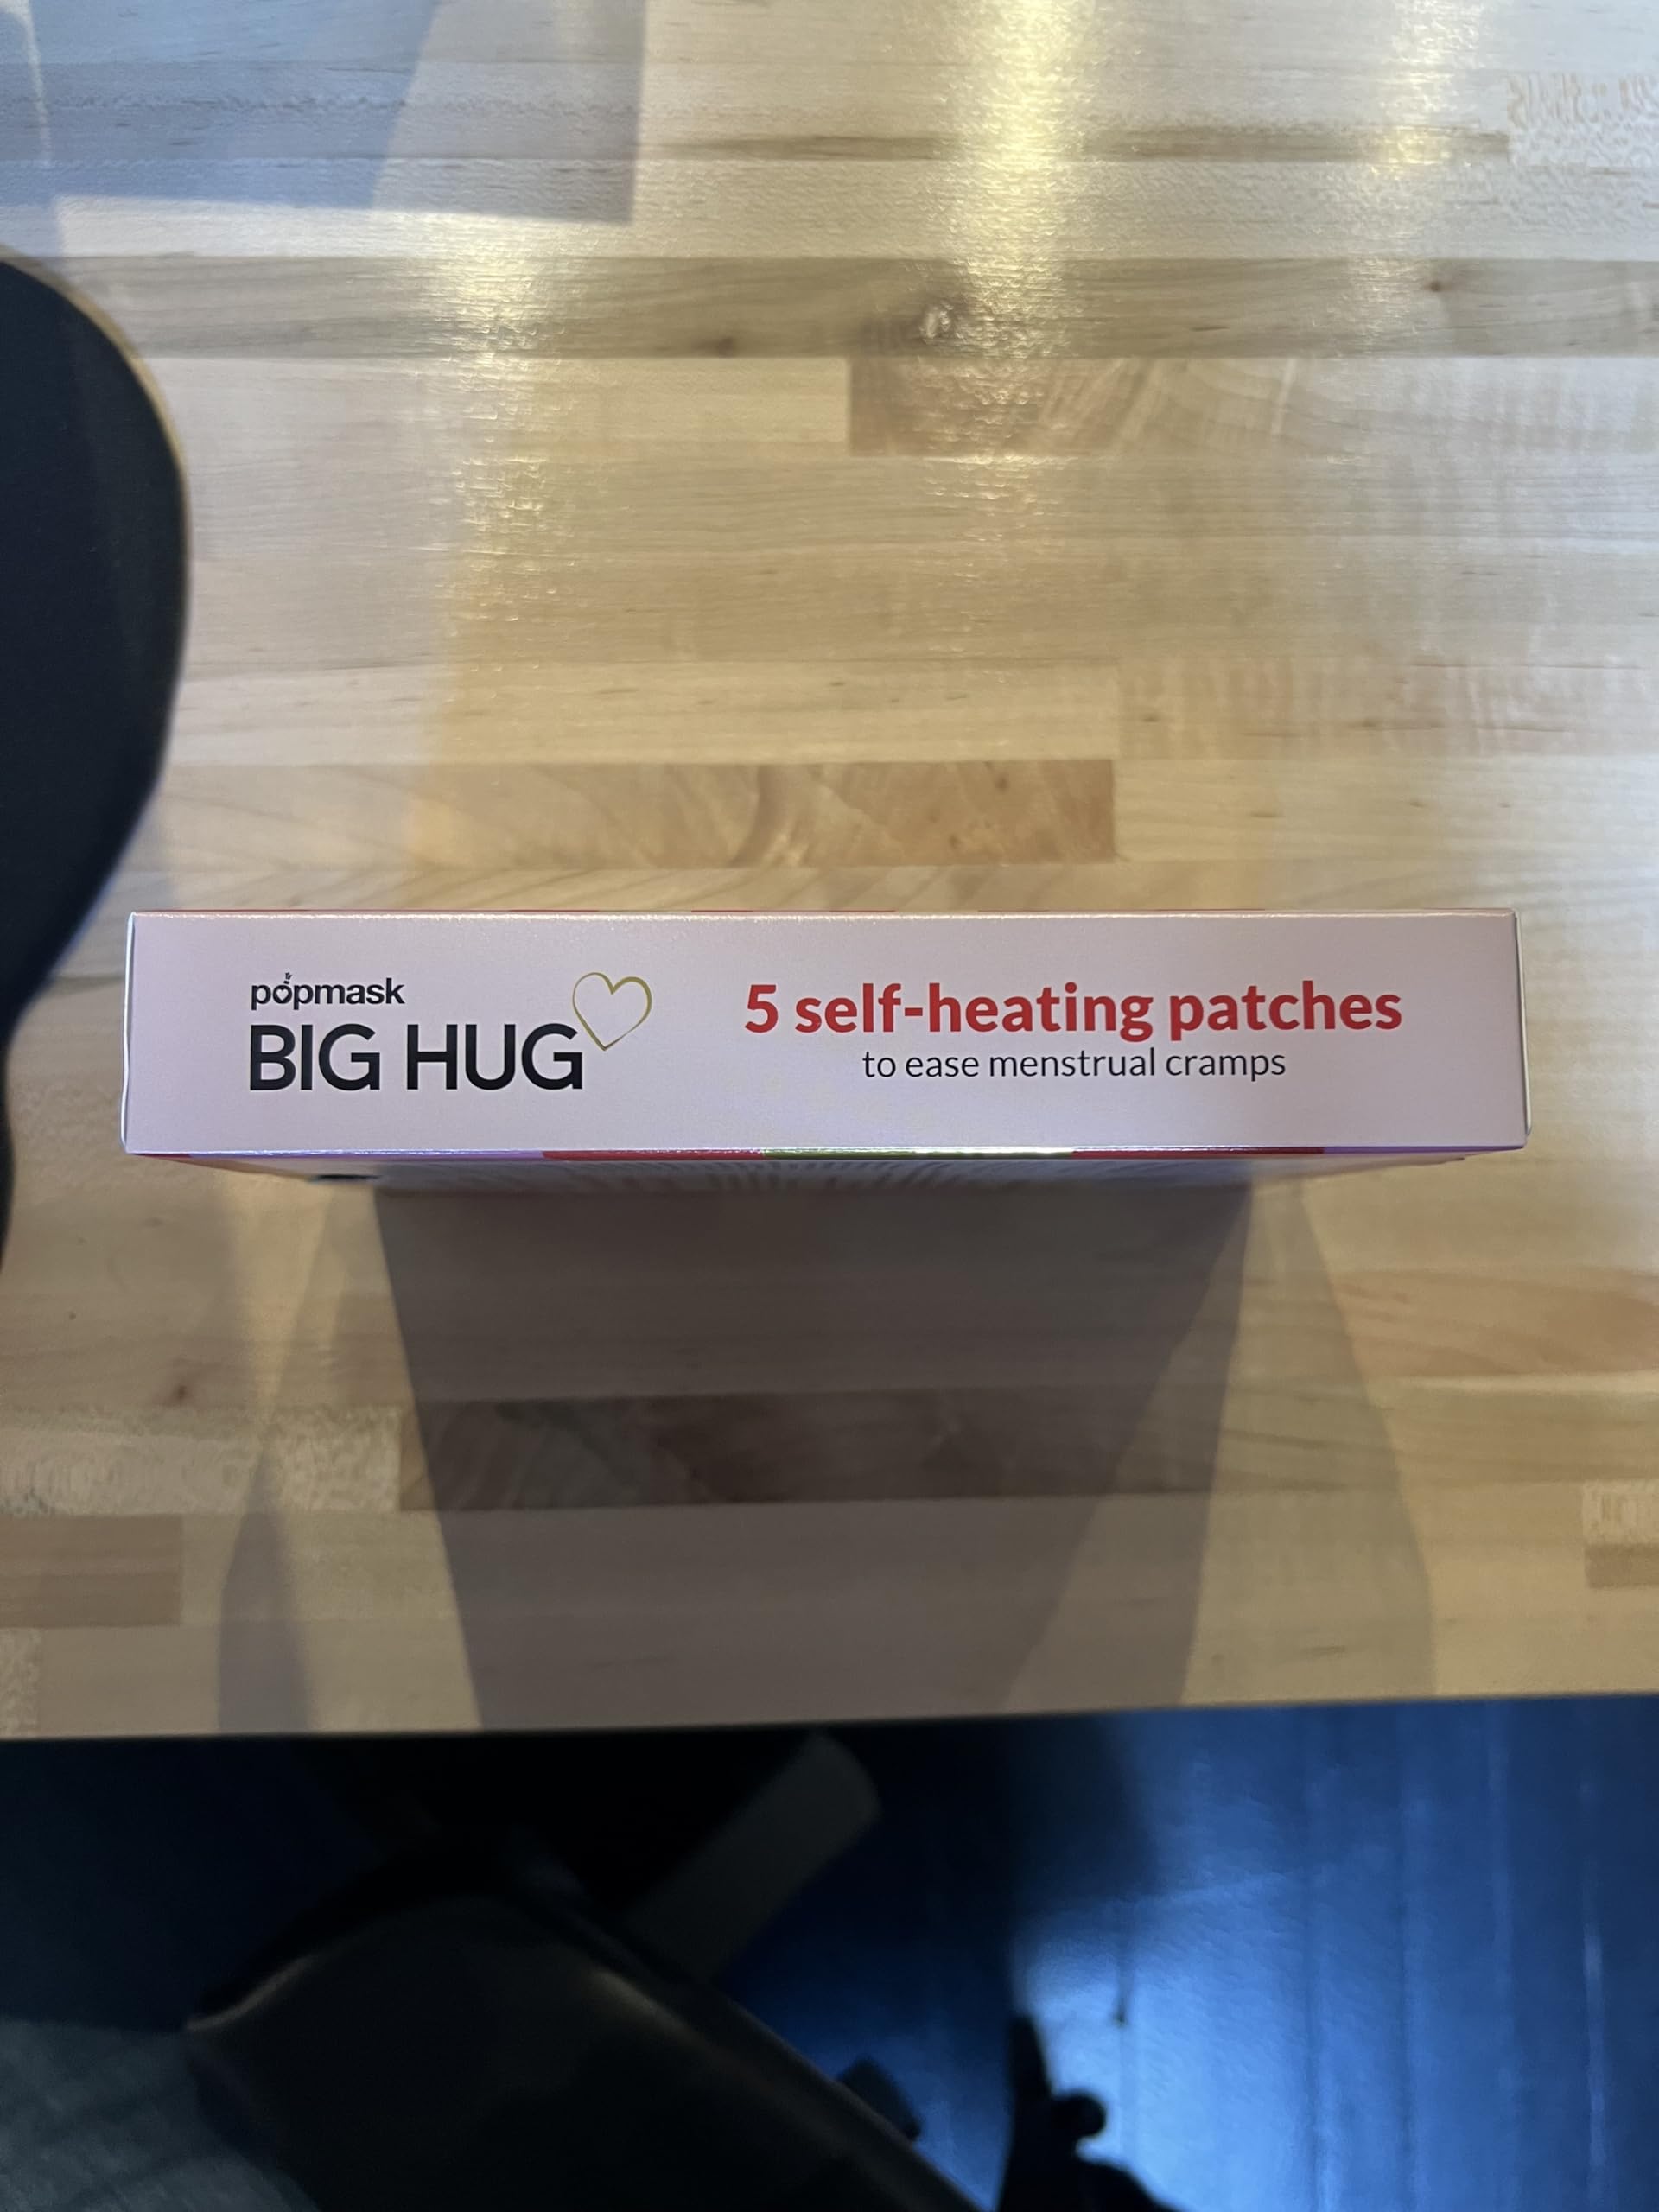 popmask
BIG HUG
5 self-heating patches
to ease menstrual cramps